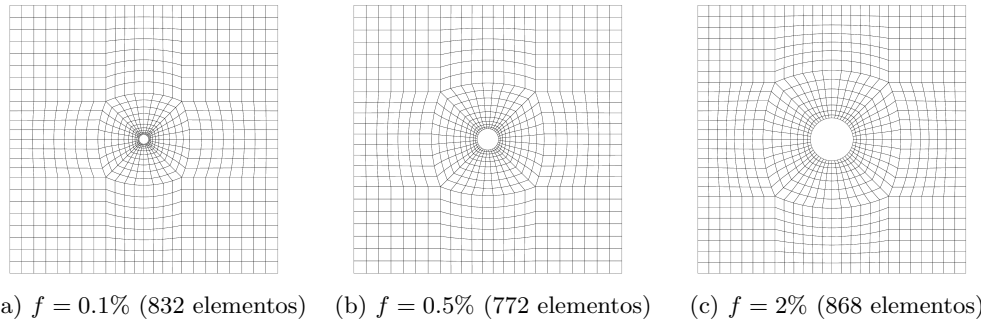 a) f = 0.1% (832 elementos)
(b) f = 0.5% (772 elementos)
(c) f = 2% (868 elementos)